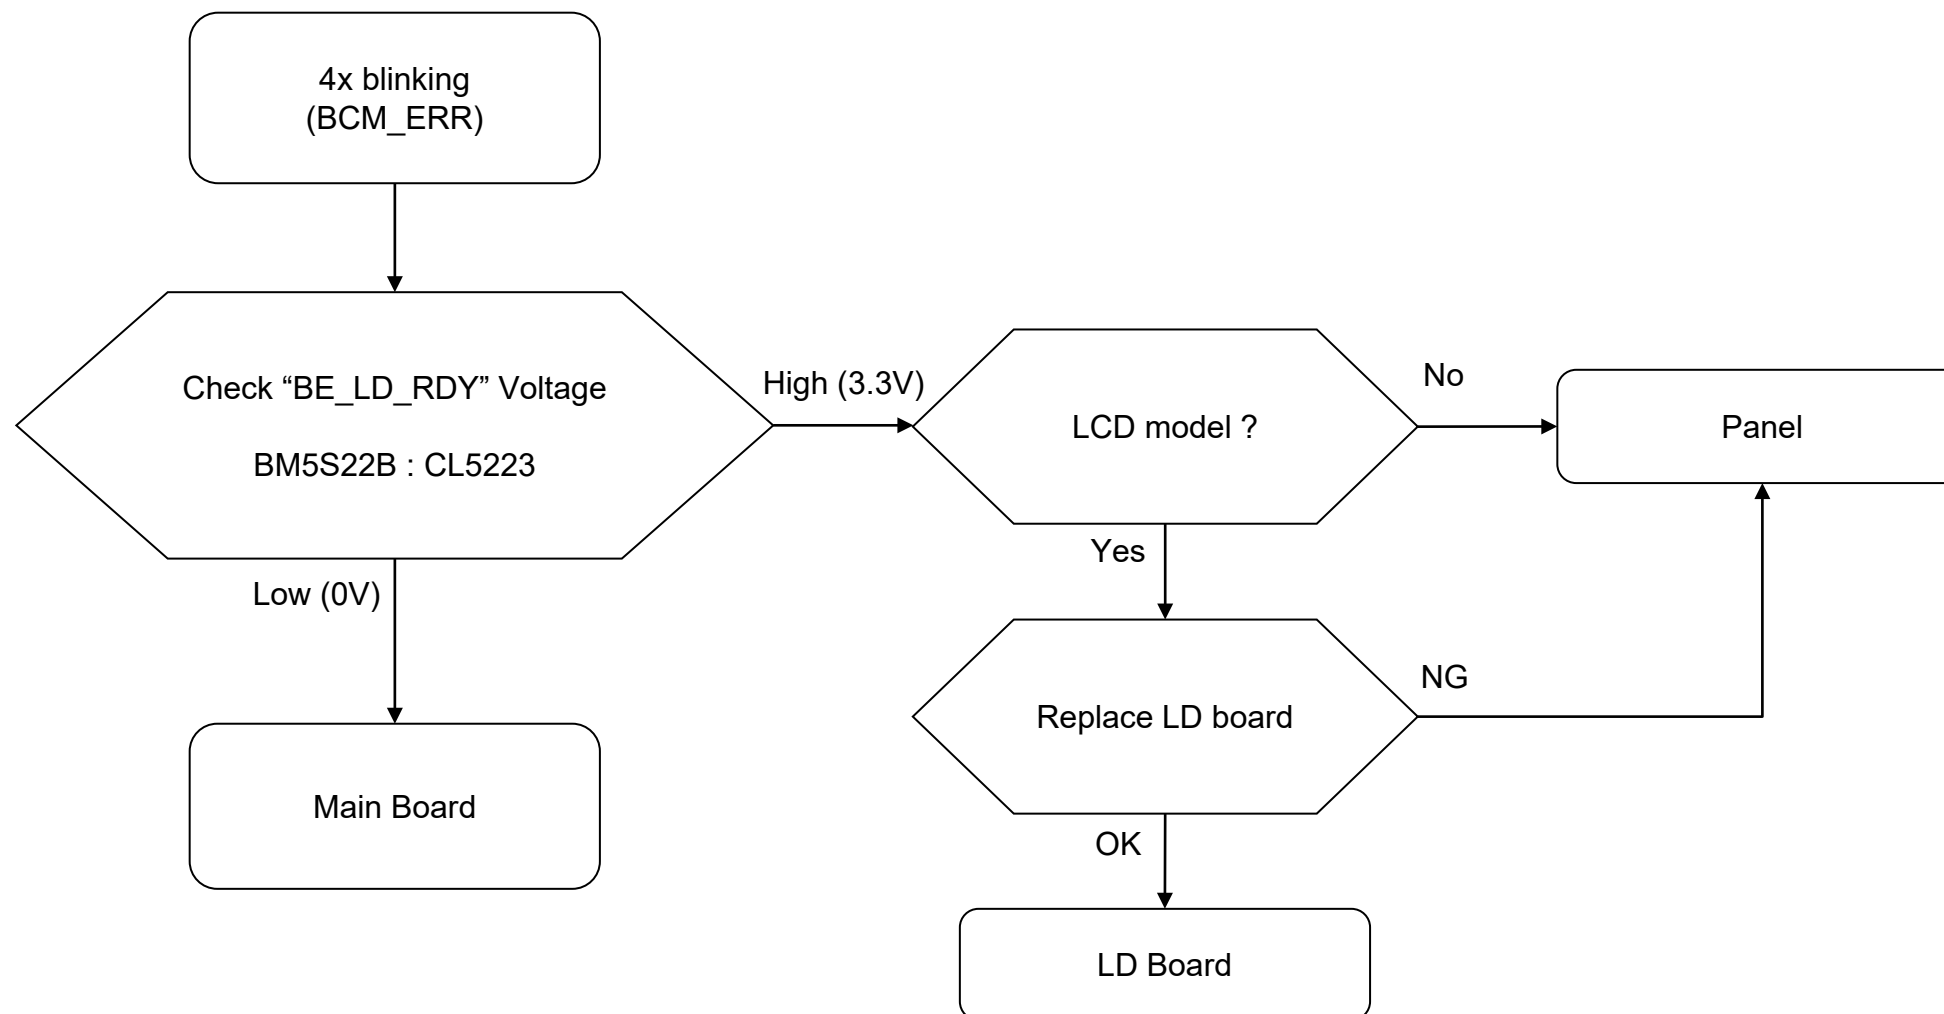 4x blinking
(BCM_ERR)
Check “BE_LD_RDY” Voltage
BM5S22B : CL5223
High (3.3V)
Low (0V)
Main Board
LCD model ?
No
Panel
Yes
Replace LD board
NG
OK
LD Board